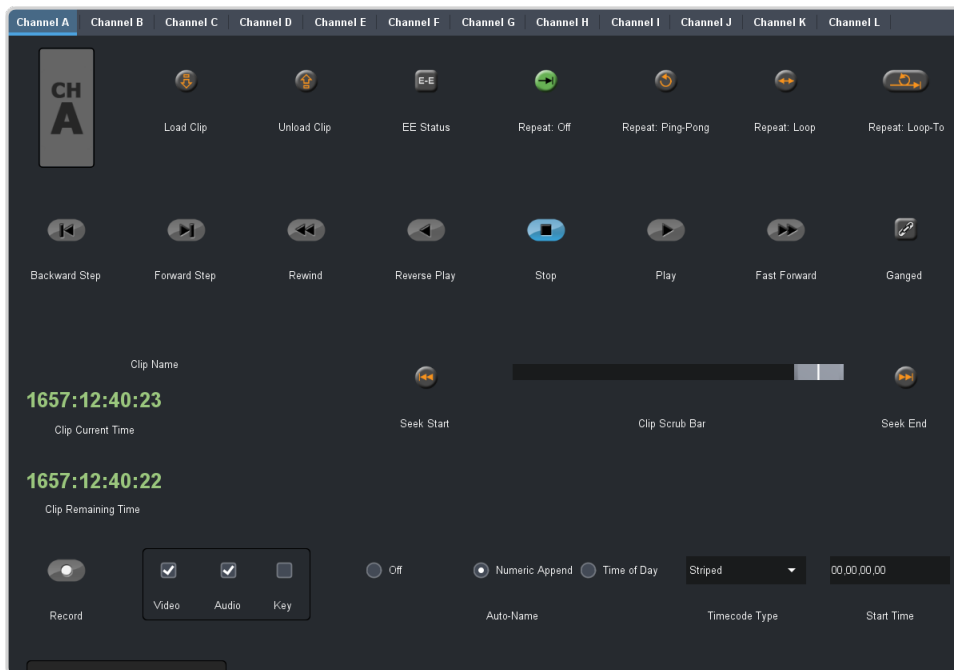 Channel A Channel B Channel C Channel D Channel E Channel F Channel G Channel H Channel I Channel J Channel K Channel L
CH
A
E-E
Load Clip Unload Clip EE Status Repeat: Off Repeat: Ping-Pong Repeat: Loop Repeat: Loop-To
Backward Step Forward Step Rewind Reverse Play Stop Play Fast Forward Ganged
Clip Name
1657:12:40:23
Clip Current Time Seek Start Clip Scrub Bar Seek End
1657:12:40:22
Clip Remaining Time
Off Numeric Append Time of Day Striped 00,00,00,00
Video Audio Key
Record Auto-Name Timecode Type Start Time